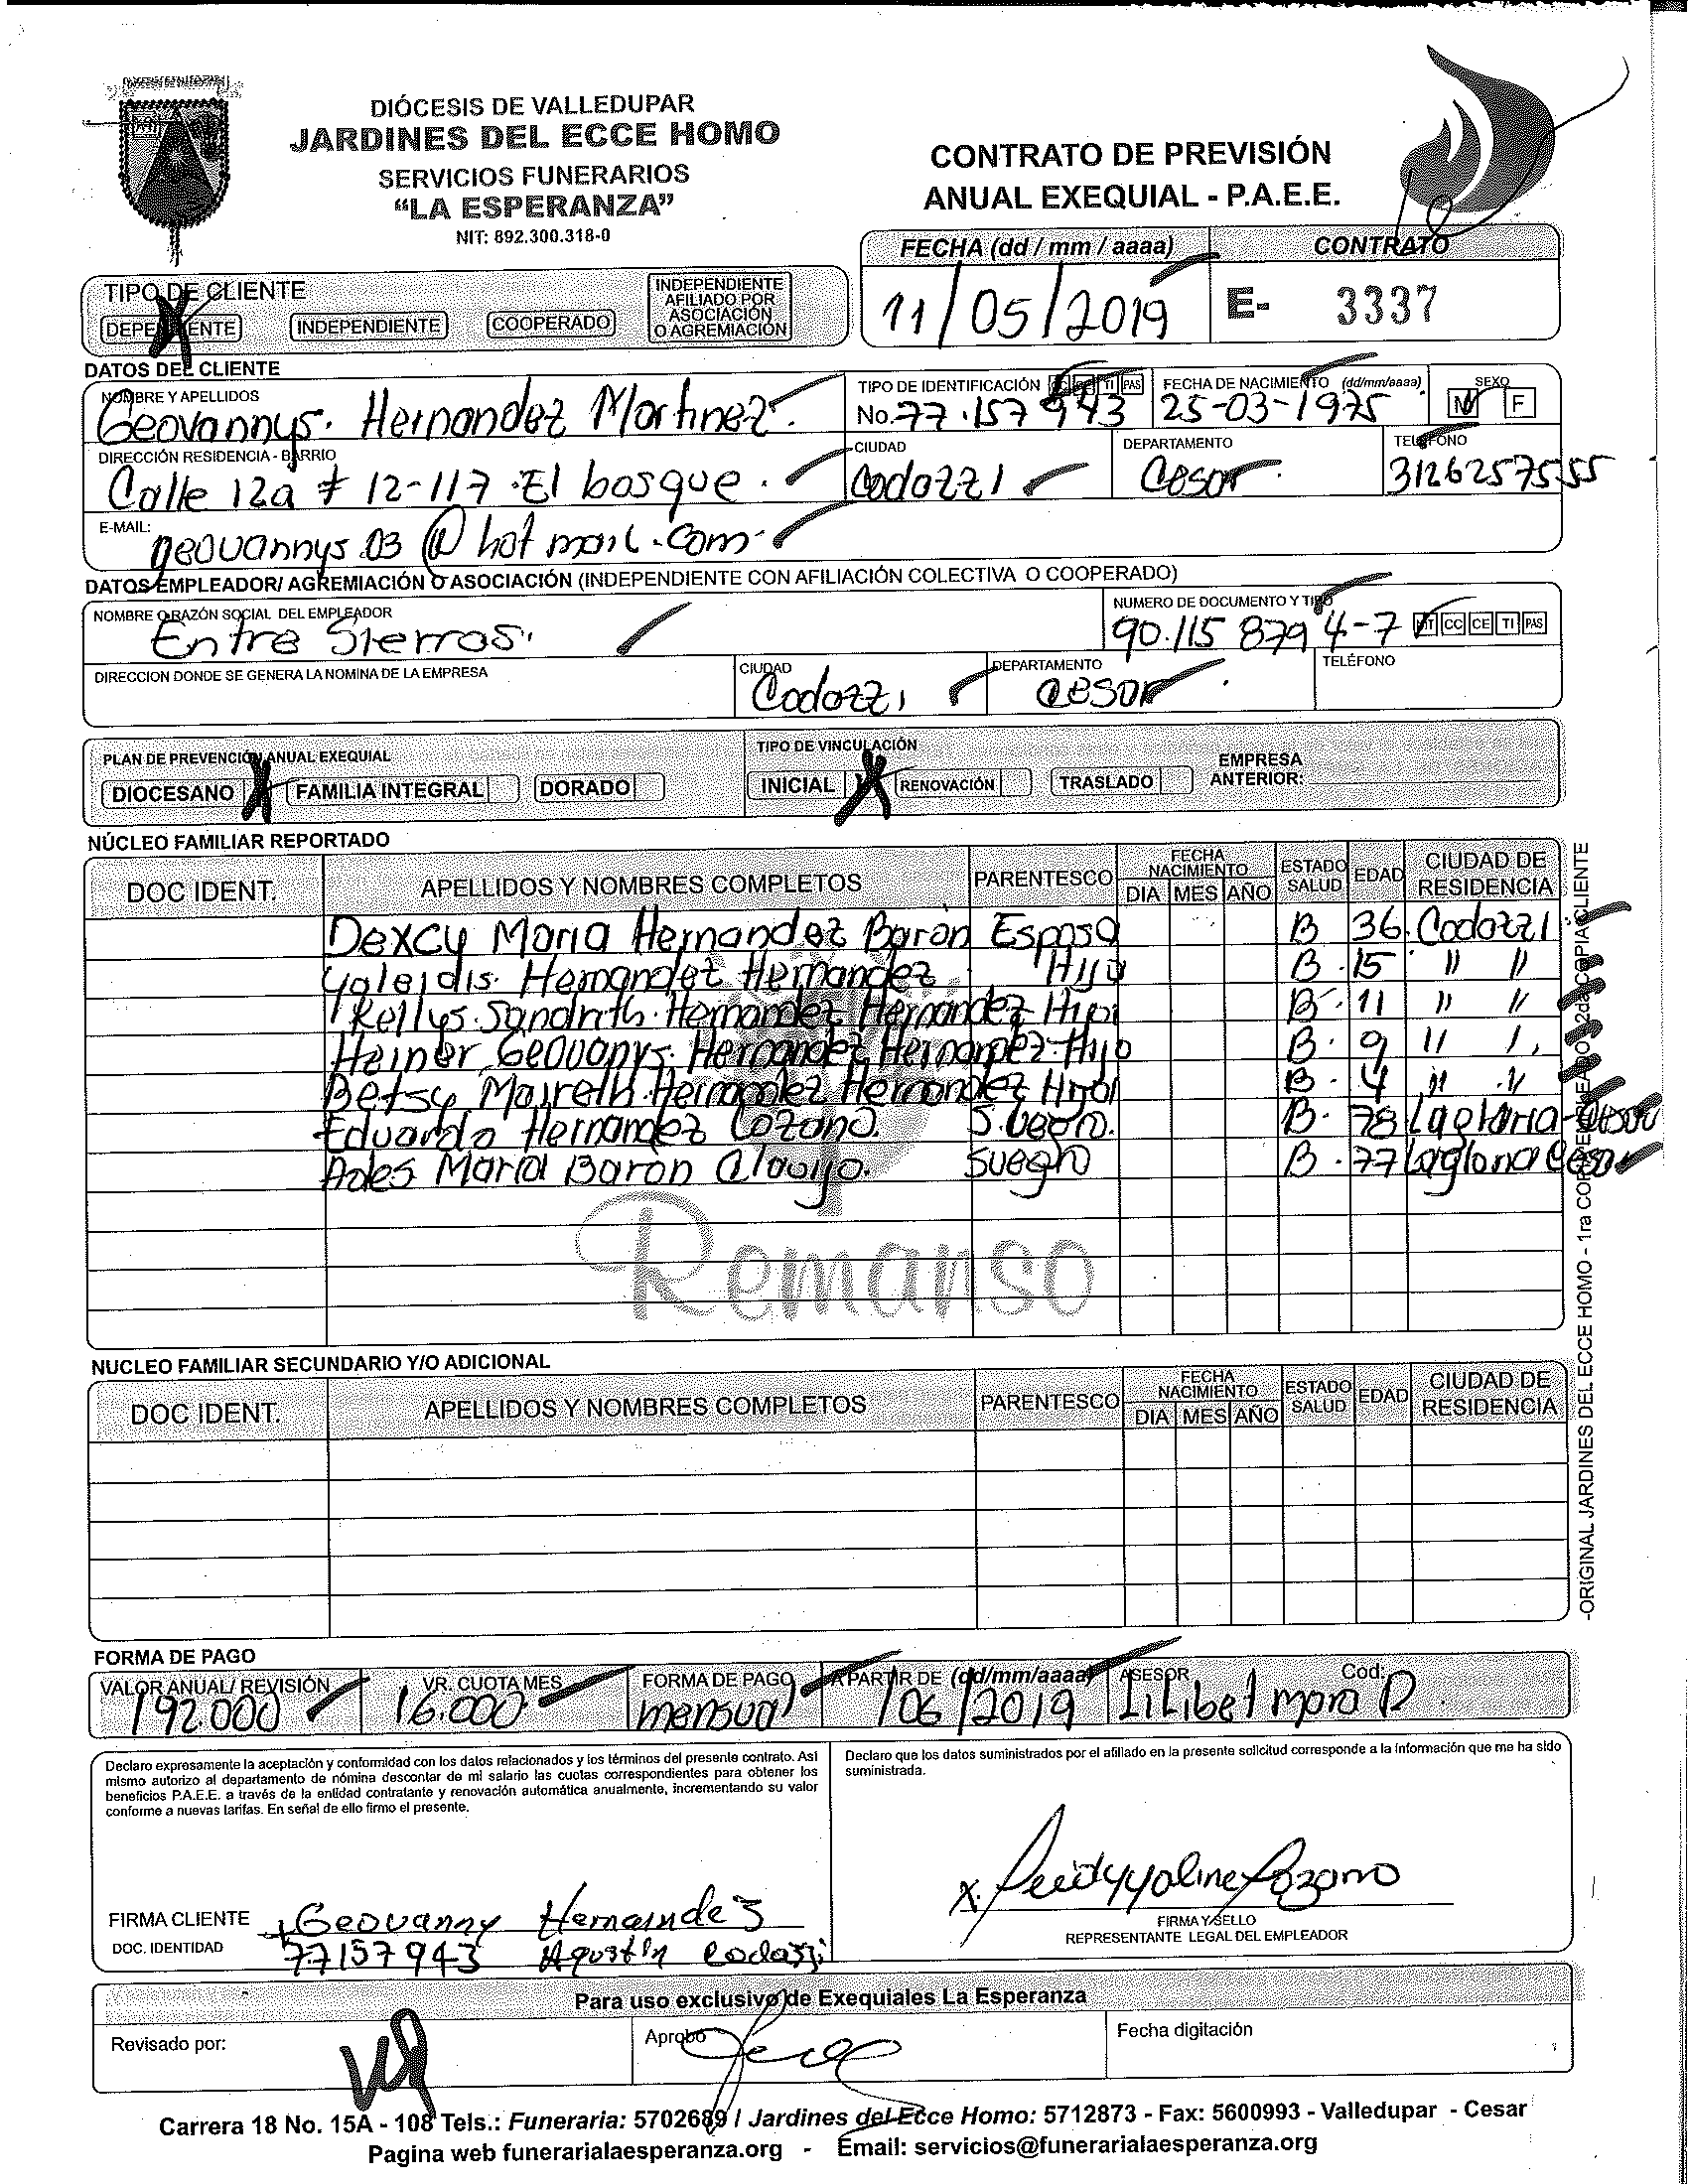 DIÓCESIS DE VALLEDUPAR
JARDINES DEL ECCE HOMO
SERVICIOS FUNERARIOS
“LA ESPERANZA”
NIT: 892.300.318-0
CONTRATO DE PREVISIÓN
ANUAL EXEQUIAL - P.A.E.E.
FECHA (dd / mm / aaaa) CONTRATO
11/05/2019 E- 3337
TIPO DE CLIENTE
DEPENDIENTE INDEPENDIENTE COOPERADO INDEPENDIENTE AFILIADO POR ASOCIACIÓN O AGREMIACIÓN
DATOS DEL CLIENTE
NOMBRE Y APELLIDOS TIPO DE IDENTIFICACIÓN CC CE TI PAS FECHA DE NACIMIENTO (dd/mm/aaaa) SEXO
Geovannys. Hernandez Martinez. No. 77.157943 25-03-1975 M F
DIRECCIÓN RESIDENCIA - BARRIO CIUDAD DEPARTAMENTO TELÉFONO
Calle 12a # 12-117 El bosque. Codazzi Cesar 3126257555
E-MAIL:
geovannys 03 @ hotmail.com
DATOS EMPLEADOR/ AGREMIACIÓN O ASOCIACIÓN (INDEPENDIENTE CON AFILIACIÓN COLECTIVA O COOPERADO)
NOMBRE O RAZÓN SOCIAL DEL EMPLEADOR NUMERO DE DOCUMENTO Y TIPO
Entre Sierras. 90.115 879 4-7 NIT CC CE TI PAS
DIRECCION DONDE SE GENERA LA NOMINA DE LA EMPRESA CIUDAD DEPARTAMENTO TELÉFONO
Codazzi Cesar
PLAN DE PREVENCIÓN ANUAL EXEQUIAL TIPO DE VINCULACIÓN EMPRESA ANTERIOR:
DIOCESANO X FAMILIA INTEGRAL DORADO INICIAL X RENOVACIÓN TRASLADO
NÚCLEO FAMILIAR REPORTADO
DOC IDENT. APELLIDOS Y NOMBRES COMPLETOS PARENTESCO FECHA NACIMIENTO DIA MES AÑO ESTADO SALUD EDAD CIUDAD DE RESIDENCIA
Dexcy Maria Hernandez Baron Esposa B 36 Codazzi
Yaleidis. Hernandez Hernandez Hija B 15 " "
Kellys. Sandrith. Hernandez Hernandez Hija B 11 " "
Heiner Geovanys. Hernandez Hernandez Hijo B 9 " "
Betsy Maireth Hernandez Hernandez Hija B 4 " "
Eduardo Hernandez Lozano. Suegro. B 78 La gloria-Cesar
María Baron Suegra B 77 La gloria Cesar
Remanso
NUCLEO FAMILIAR SECUNDARIO Y/O ADICIONAL
DOC IDENT. APELLIDOS Y NOMBRES COMPLETOS PARENTESCO FECHA NACIMIENTO DIA MES AÑO ESTADO SALUD EDAD CIUDAD DE RESIDENCIA
-ORIGINAL JARDINES DEL ECCE HOMO - 1ra COPIA EMPLEADO 2da COPIA CLIENTE
FORMA DE PAGO
VALOR ANUAL/ REVISIÓN VR. CUOTA MES FORMA DE PAGO A PARTIR DE (dd/mm/aaaa) ASESOR Cod:
192.000 16.000 mensual /06/2019 Lilibet mora D
Declaro expresamente la aceptación y conformidad con los datos relacionados y los términos del presente contrato. Asi
mismo autorizo al departamento de nómina descontar de mi salario las cuotas correspondientes para obtener los
beneficios P.A.E.E. a través de la entidad contratante y renovación automática anualmente, incrementando su valor
conforme a nuevas tarifas. En señal de ello firmo el presente.
Declaro que los datos suministrados por el afiliado en la presente solicitud corresponde a la información que me ha sido
suministrada.
FIRMA CLIENTE Geovanny Hernandez
DOC. IDENTIDAD 77157943 Agustin Codazzi
FIRMA Y SELLO
REPRESENTANTE LEGAL DEL EMPLEADOR
Para uso exclusivo de Exequiales La Esperanza
Revisado por: Aprobó Fecha digitación
Carrera 18 No. 15A - 108 Tels.: Funeraria: 5702689 / Jardines del Ecce Homo: 5712873 - Fax: 5600993 - Valledupar - Cesar
Pagina web funerarialaesperanza.org - Email: servicios@funerarialaesperanza.org